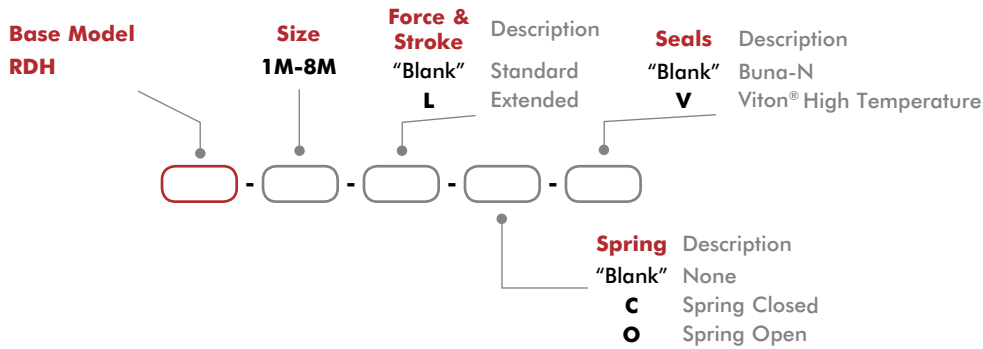 Base Model
RDH
Size
1M-8M
Force &
Stroke Description
"Blank" Standard
L Extended
Seals Description
"Blank" Buna-N
V Viton® High Temperature
- - - -
Spring Description
"Blank" None
C Spring Closed
O Spring Open